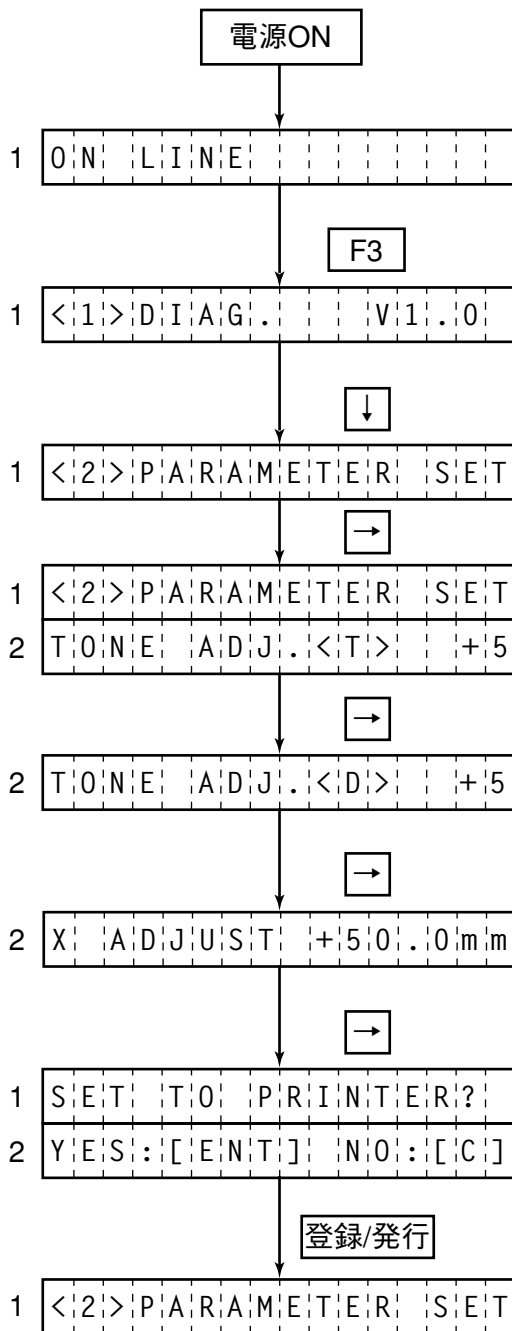 電源ON
1 ON LINE
F3
1 <1>DIAG. V1.0
↓
1 <2>PARAMETER SET
→
1 <2>PARAMETER SET
2 TONE ADJ.<T> +5
→
2 TONE ADJ.<D> +5
→
2 X ADJUST +50.0mm
→
1 SET TO PRINTER?
2 YES:[ENT] NO:[C]
登録/発行
1 <2>PARAMETER SET